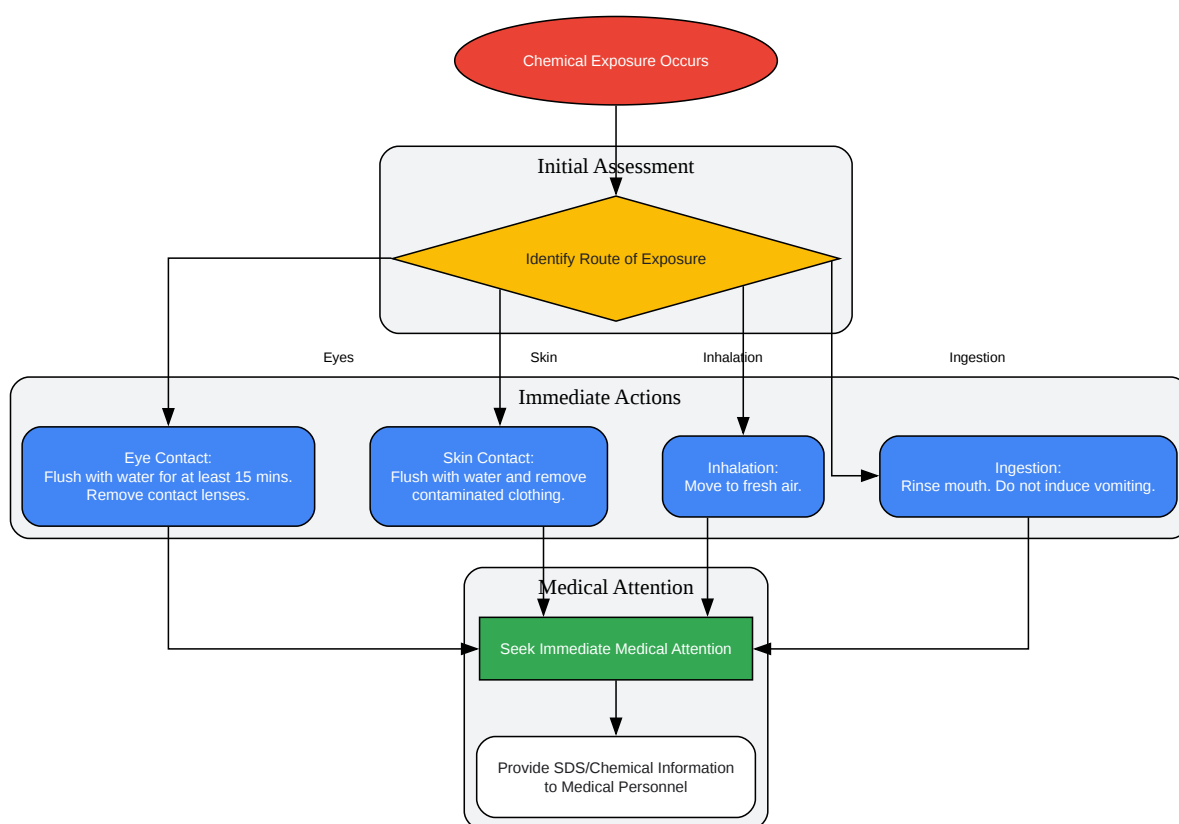 Chemical Exposure Occurs
Initial Assessment
Identify Route of Exposure
Eyes
Skin
Inhalation
Ingestion
Immediate Actions
Eye Contact:
Flush with water for at least 15 mins.
Remove contact lenses.
Skin Contact:
Flush with water and remove
contaminated clothing.
Inhalation:
Move to fresh air.
Ingestion:
Rinse mouth. Do not induce vomiting.
Medical Attention
Seek Immediate Medical Attention
Provide SDS/Chemical Information
to Medical Personnel